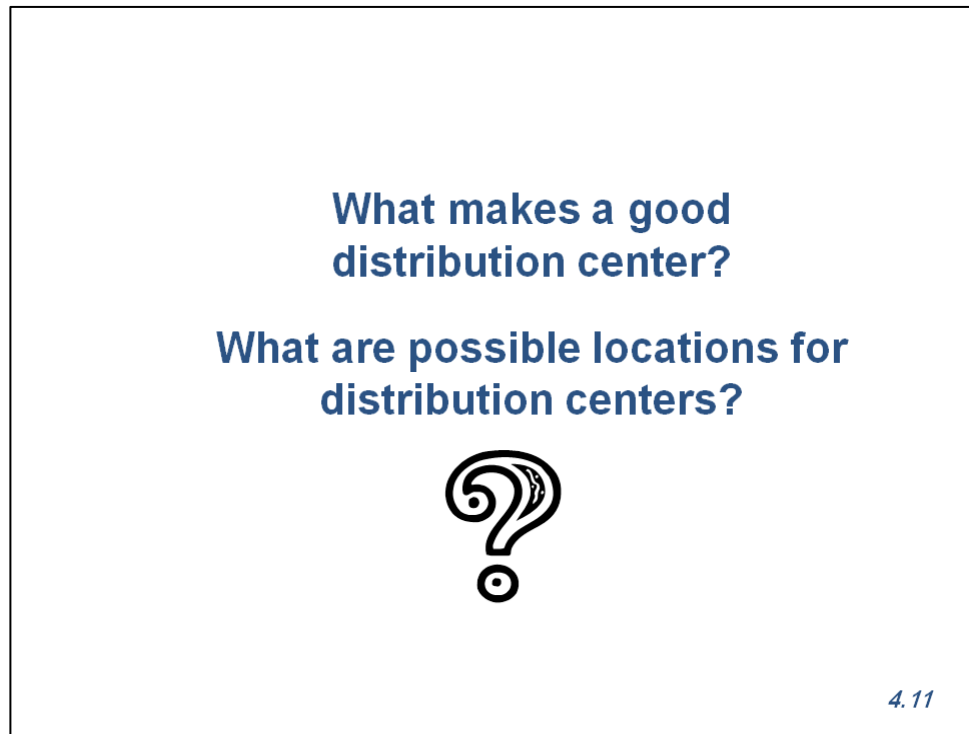 What makes a good
distribution center?
What are possible locations for
distribution centers?
?
4.11